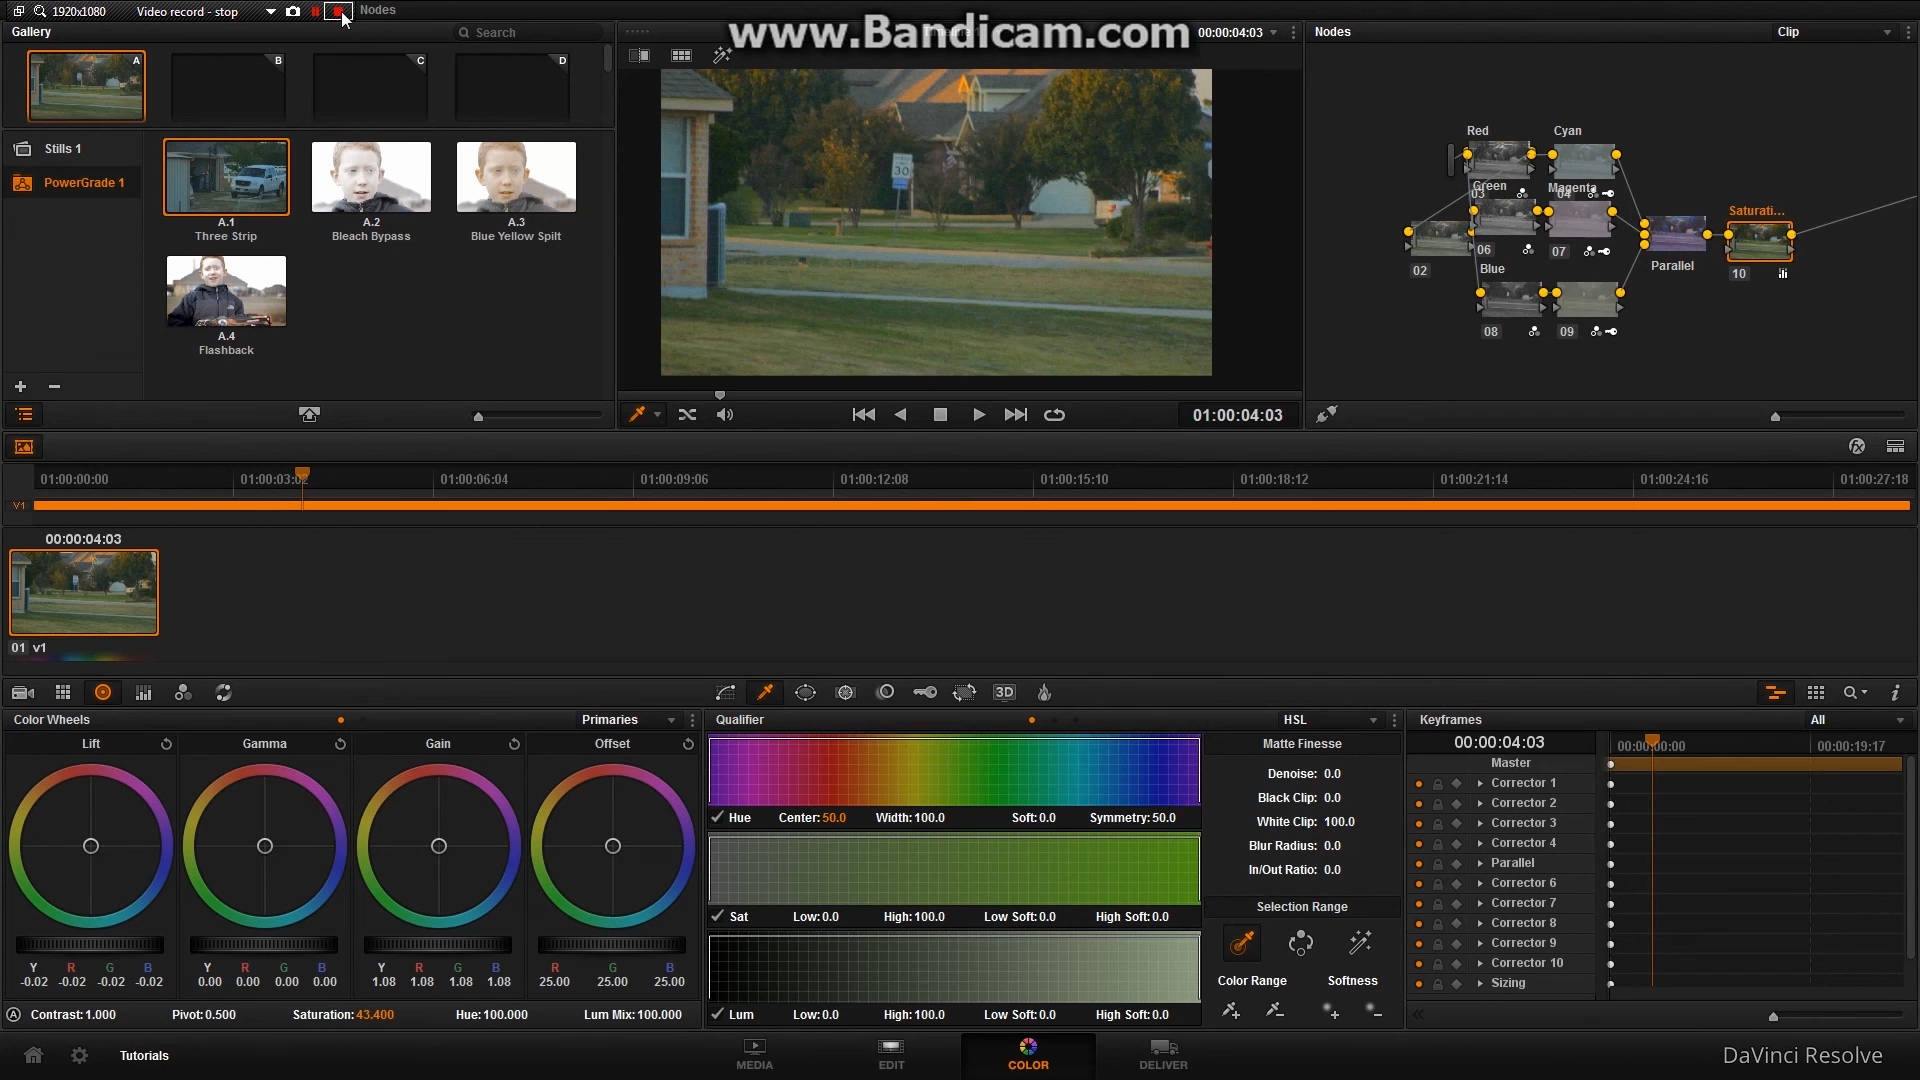 1920x1080 Video record - stop Nodes
www.Bandicam.com
Gallery Search
00:00:04:03
Nodes Clip
A B C D
Stills 1
PowerGrade 1
A.1 A.2 A.3
Three Strip Bleach Bypass Blue Yellow Spilt
A.4
Flashback
30
Red Cyan
03 04
Green Magenta
06 07
Blue
08 09
02
Parallel
Saturati...
10
01:00:04:03
01:00:00:00 01:00:03:02 01:00:06:04 01:00:09:06 01:00:12:08 01:00:15:10 01:00:18:12 01:00:21:14 01:00:24:16 01:00:27:18
V1
00:00:04:03
01 v1
3D
Color Wheels Primaries
Lift Gamma Gain Offset
Y R G B Y R G B Y R G B R G B
-0.02 -0.02 -0.02 -0.02 0.00 0.00 0.00 0.00 1.08 1.08 1.08 1.08 25.00 25.00 25.00
A Contrast:1.000 Pivot:0.500 Saturation:43.400 Hue:100.000 Lum Mix:100.000
Qualifier HSL
Hue Center:50.0 Width:100.0 Soft:0.0 Symmetry:50.0
Sat Low:0.0 High:100.0 Low Soft:0.0 High Soft:0.0
Lum Low:0.0 High:100.0 Low Soft:0.0 High Soft:0.0
Matte Finesse
Denoise: 0.0
Black Clip: 0.0
White Clip: 100.0
Blur Radius: 0.0
In/Out Ratio: 0.0
Selection Range
Color Range Softness
Keyframes All
00:00:04:03 00:00:00:00 00:00:19:17
Master
Corrector 1
Corrector 2
Corrector 3
Corrector 4
Parallel
Corrector 6
Corrector 7
Corrector 8
Corrector 9
Corrector 10
Sizing
Tutorials
MEDIA EDIT COLOR DELIVER
DaVinci Resolve